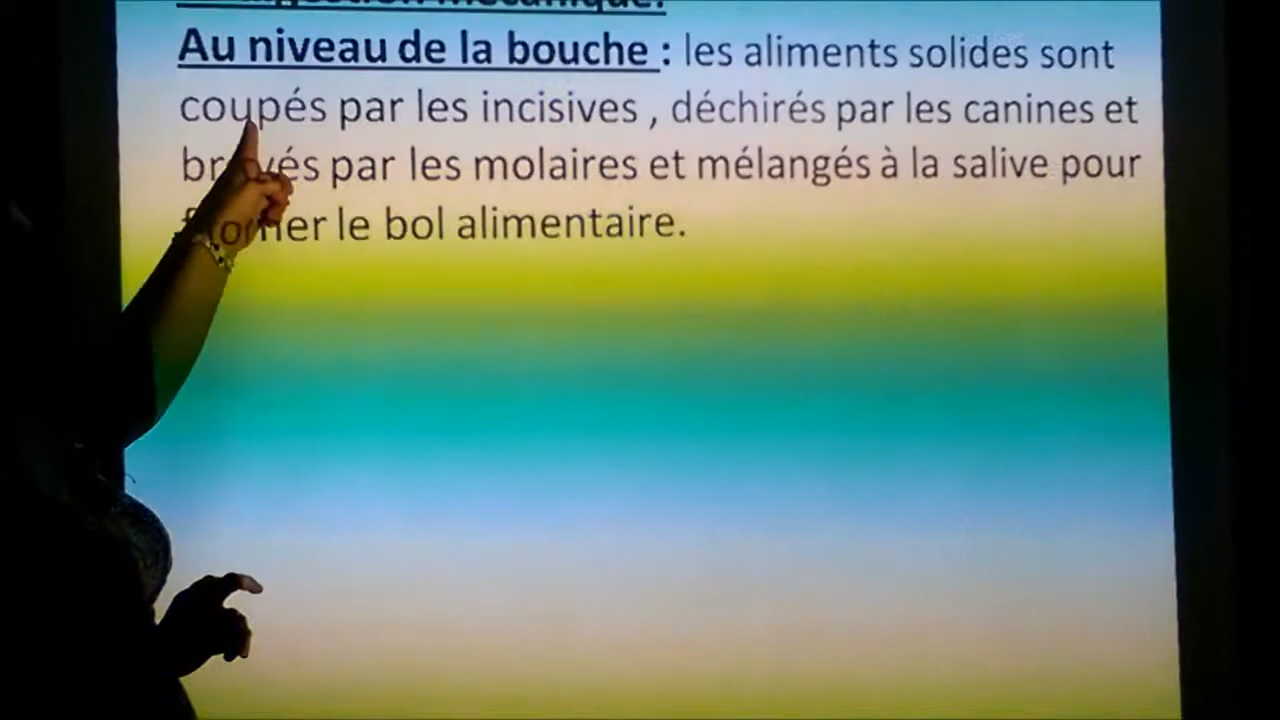 Au niveau de la bouche : les aliments solides sont
coupés par les incisives , déchirés par les canines et
par les molaires et mélangés à la salive pour
le bol alimentaire.